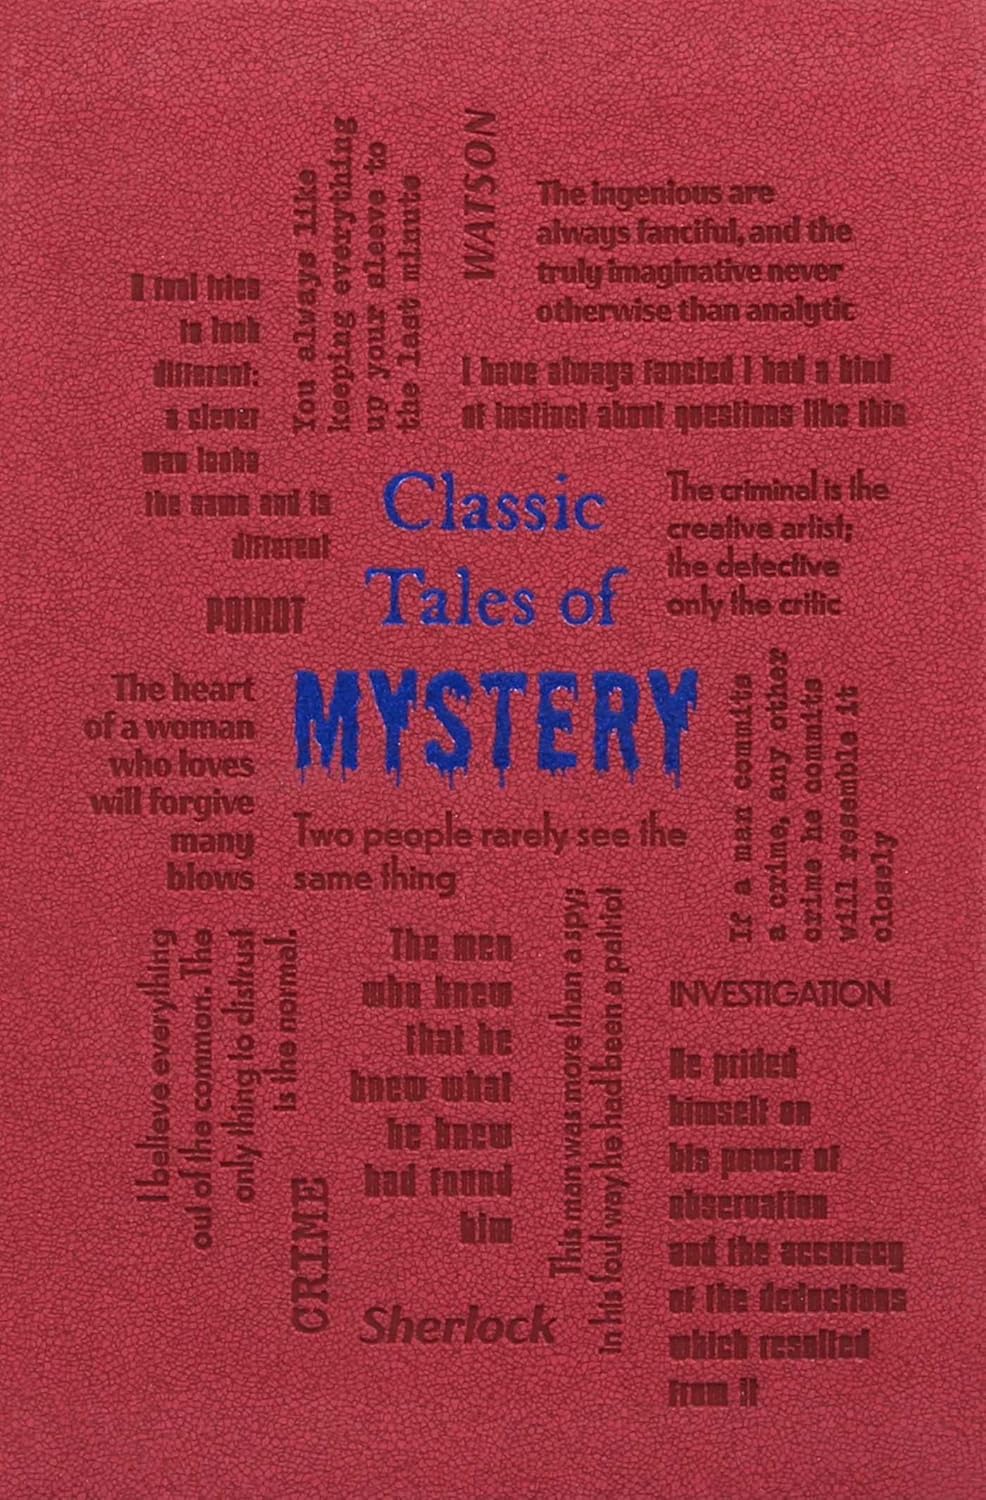 WATSON
You always like
keeping everything
up your sleeve to
the last minute
The ingenious are
always fanciful, and the
truly imaginative never
otherwise than analytic
A fool tries
to look
different:
a clever
man looks
the same and is
different
I have always fancied I had a kind
of instinct about questions like this
Classic
Tales of
MYSTERY
The criminal is the
creative artist;
the detective
only the critic
POIROT
The heart
of a woman
who loves
will forgive
many
blows
If a man commits
a crime, any other
crime he commits
will resemble it
closely
Two people rarely see the
same thing
I believe everything
out of the common. The
only thing to distrust
is the normal.
The men
who knew
that he
knew what
he knew
had found
him
This man was more than a spy;
in his foul way he had been a patriot
INVESTIGATION
He prided
himself on
his power of
observation
and the accuracy
of the deductions
which resulted
from it
CRIME
Sherlock